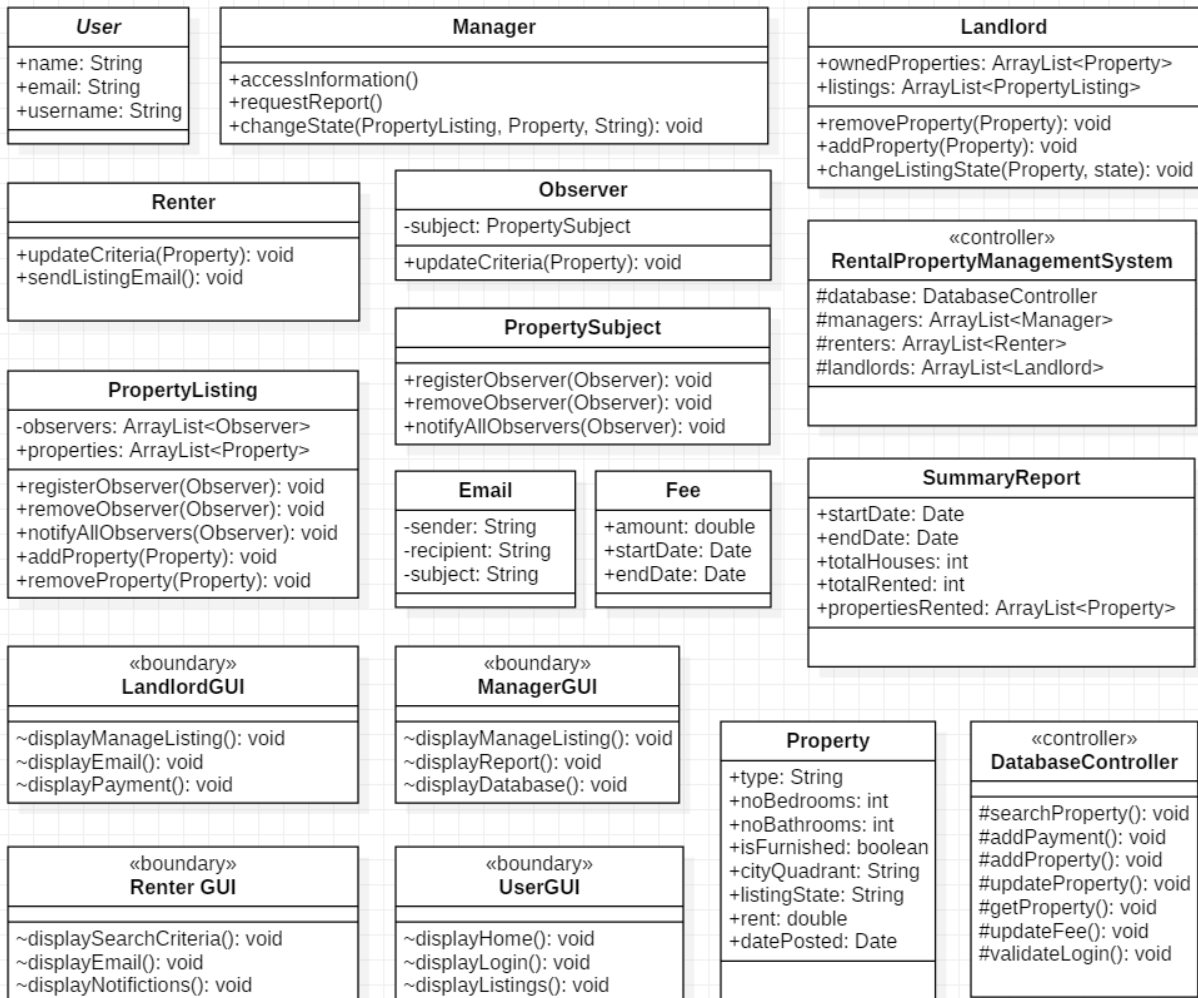 User
+name: String
+email: String
+username: String
Manager
+accessInformation()
+requestReport()
+changeState(PropertyListing, Property, String): void
Landlord
+ownedProperties: ArrayList<Property>
+listings: ArrayList<PropertyListing>
+removeProperty(Property): void
+addProperty(Property): void
+changeListingState(Property, state): void
Renter
+updateCriteria(Property): void
+sendListingEmail(): void
Observer
-subject: PropertySubject
+updateCriteria(Property): void
«controller»
RentalPropertyManagementSystem
#database: DatabaseController
#managers: ArrayList<Manager>
#renters: ArrayList<Renter>
#landlords: ArrayList<Landlord>
PropertySubject
+registerObserver(Observer): void
+removeObserver(Observer): void
+notifyAllObservers(Observer): void
PropertyListing
-observers: ArrayList<Observer>
+properties: ArrayList<Property>
+registerObserver(Observer): void
+removeObserver(Observer): void
+notifyAllObservers(Observer): void
+addProperty(Property): void
+removeProperty(Property): void
Email
-sender: String
-recipient: String
-subject: String
Fee
+amount: double
+startDate: Date
+endDate: Date
SummaryReport
+startDate: Date
+endDate: Date
+totalHouses: int
+totalRented: int
+propertiesRented: ArrayList<Property>
«boundary»
LandlordGUI
~displayManageListing(): void
~displayEmail(): void
~displayPayment(): void
«boundary»
ManagerGUI
~displayManageListing(): void
~displayReport(): void
~displayDatabase(): void
Property
+type: String
+noBedrooms: int
+noBathrooms: int
+isFurnished: boolean
+cityQuadrant: String
+listingState: String
+rent: double
+datePosted: Date
«controller»
DatabaseController
#searchProperty(): void
#addPayment(): void
#addProperty(): void
#updateProperty(): void
#getProperty(): void
#updateFee(): void
#validateLogin(): void
«boundary»
Renter GUI
~displaySearchCriteria(): void
~displayEmail(): void
~displayNotifictions(): void
«boundary»
UserGUI
~displayHome(): void
~displayLogin(): void
~displayListings(): void